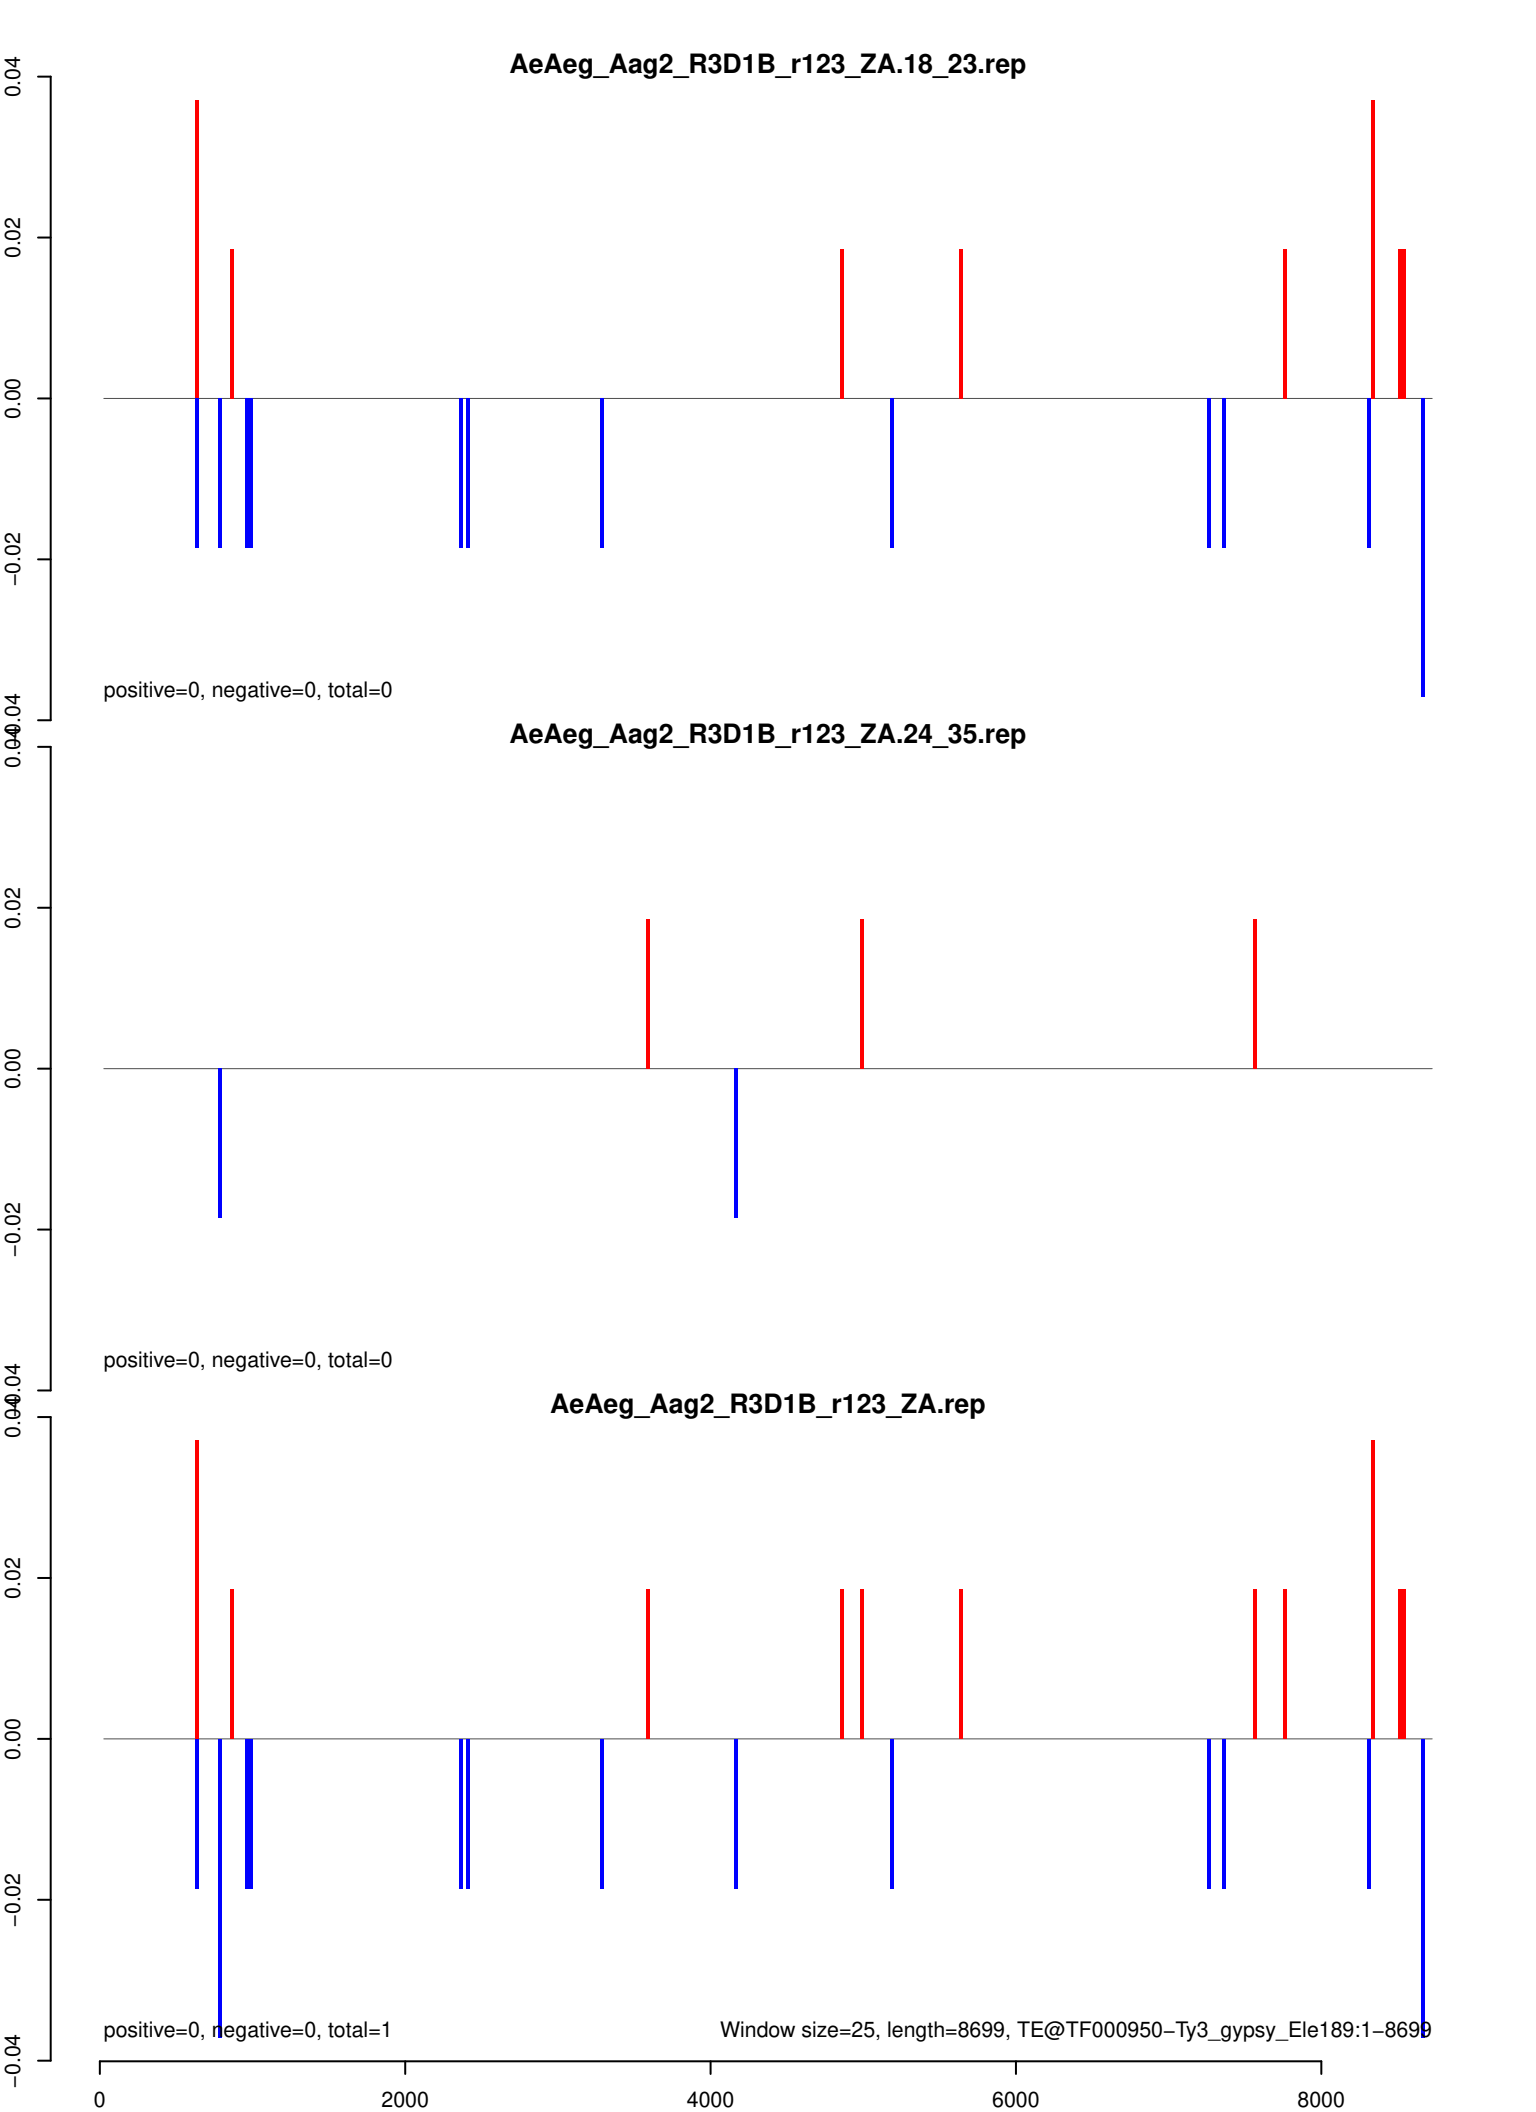 AeAeg_Aag2_R3D1B_r123_ZA.18_23.rep
0.04
0.02
0.00
−0.02
−0.04
positive=0, negative=0, total=0
AeAeg_Aag2_R3D1B_r123_ZA.24_35.rep
0.04
0.02
0.00
−0.02
−0.04
positive=0, negative=0, total=0
AeAeg_Aag2_R3D1B_r123_ZA.rep
0.04
0.02
0.00
−0.02
−0.04
positive=0, negative=0, total=1
Window size=25, length=8699, TE@TF000950−Ty3_gypsy_Ele189:1−8699
0 2000 4000 6000 8000